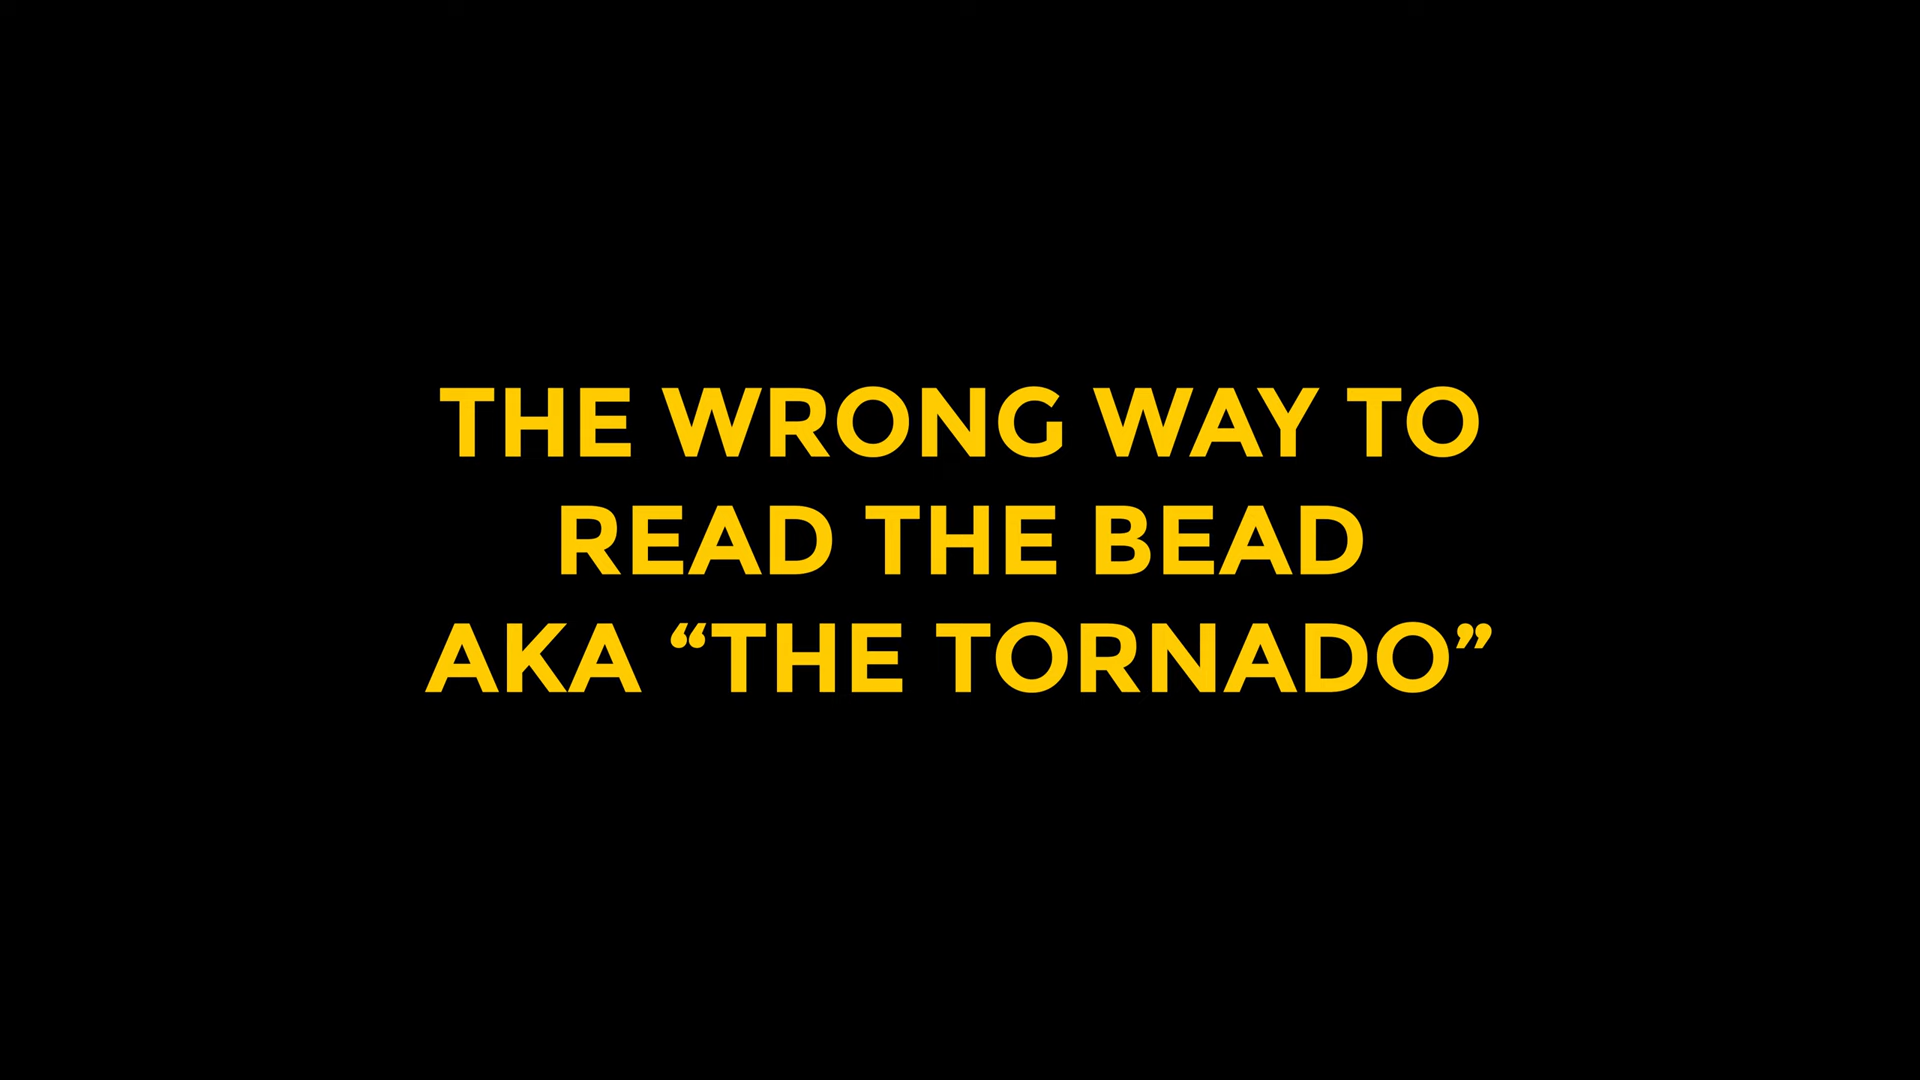 THE WRONG WAY TO
READ THE BEAD
AKA “THE TORNADO”